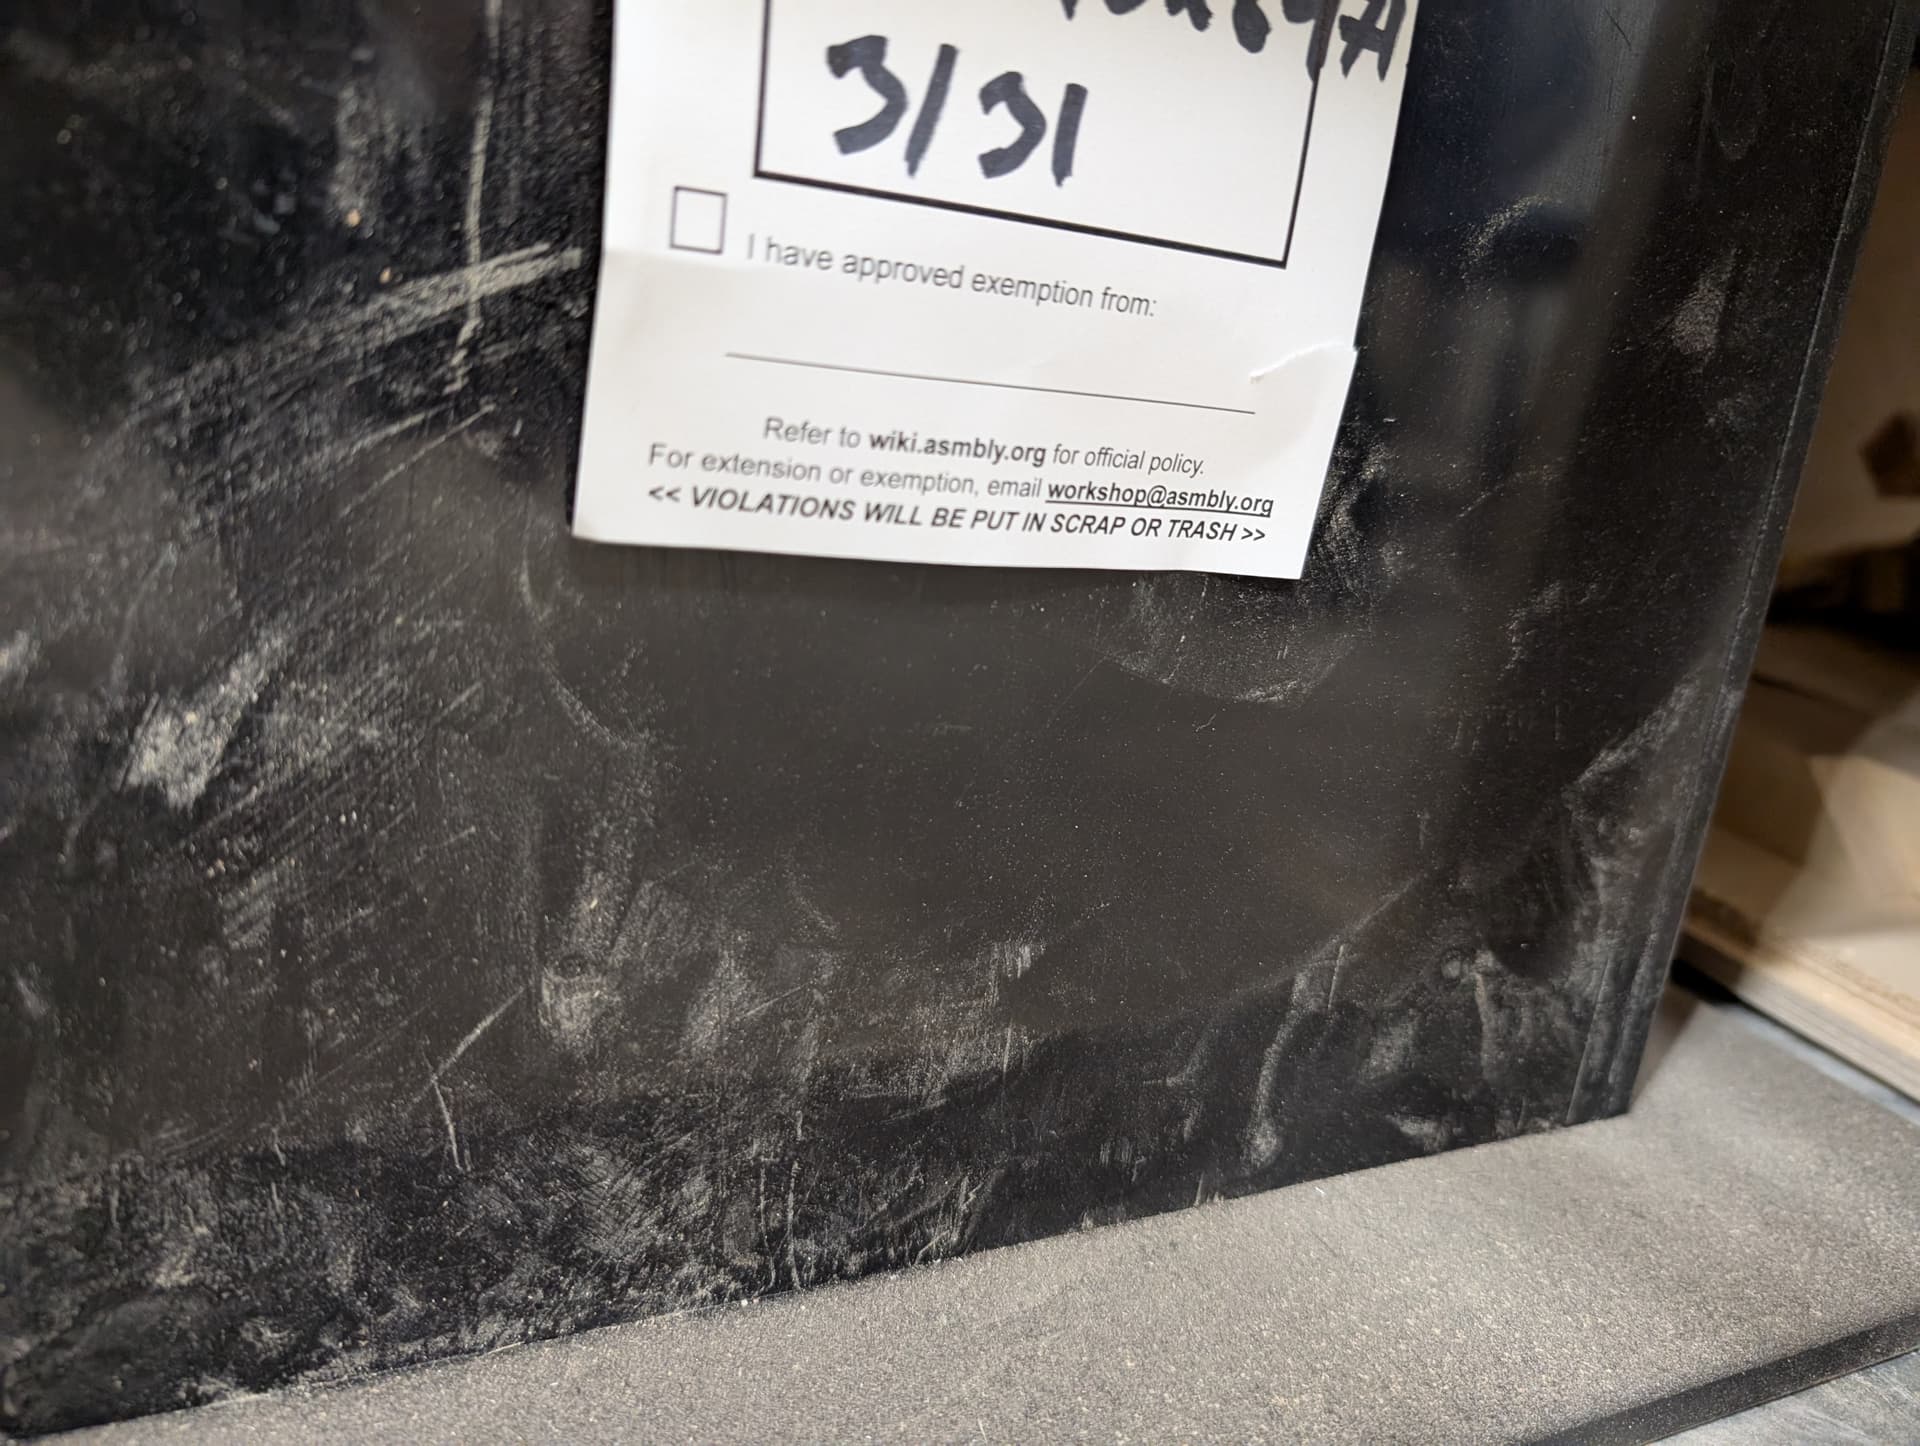 3/31
I have approved exemption from:
Refer to wiki.asmbly.org for official policy.
For extension or exemption, email workshop@asmbly.org
<< VIOLATIONS WILL BE PUT IN SCRAP OR TRASH >>